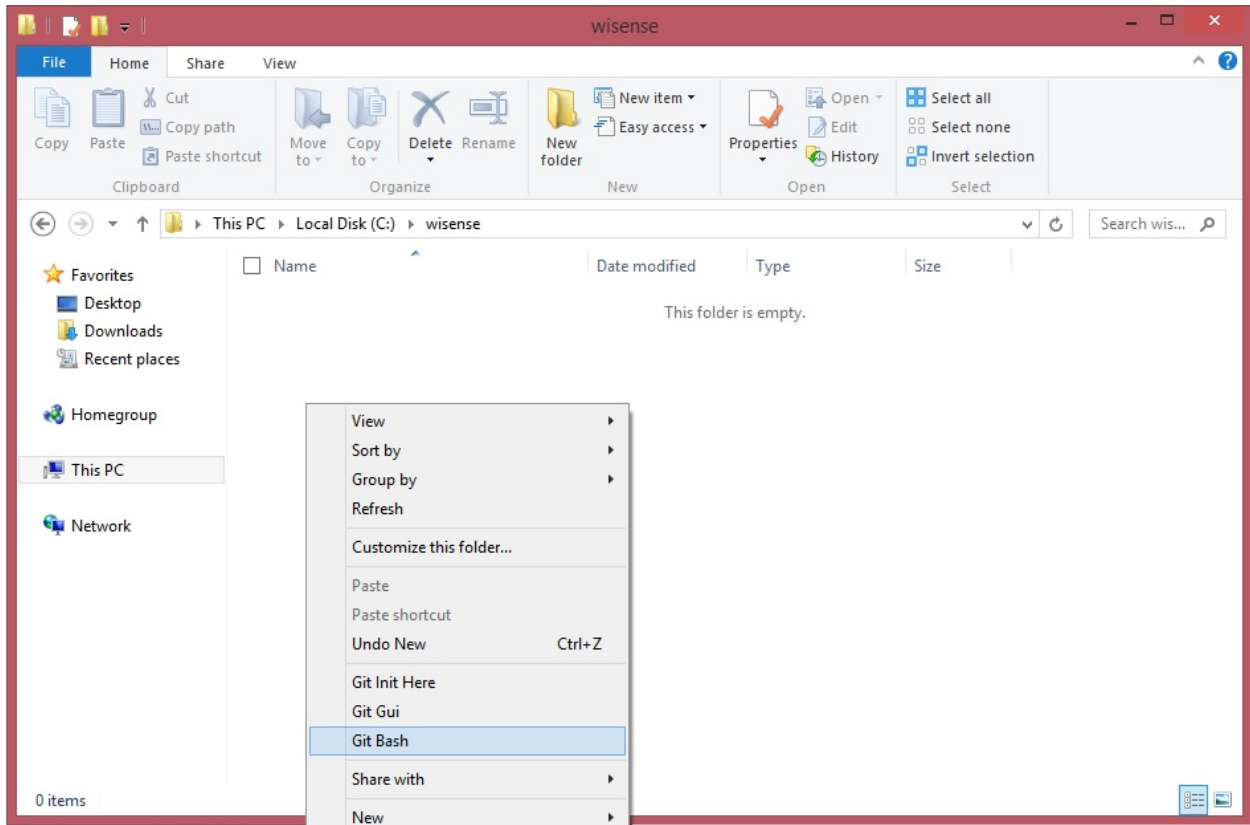 wisense
File Home Share View
Copy
Paste
Cut
Copy path
Paste shortcut
Clipboard
Move to
Copy to
Delete
Rename
Organize
New folder
New item
Easy access
New
Properties
Open
Edit
History
Open
Select all
Select none
Invert selection
Select
This PC Local Disk (C:) wisense
Search wis...
Name Date modified Type Size
This folder is empty.
Favorites
Desktop
Downloads
Recent places
Homegroup
This PC
Network
View
Sort by
Group by
Refresh
Customize this folder...
Paste
Paste shortcut
Undo New Ctrl+Z
Git Init Here
Git Gui
Git Bash
Share with
New
0 items